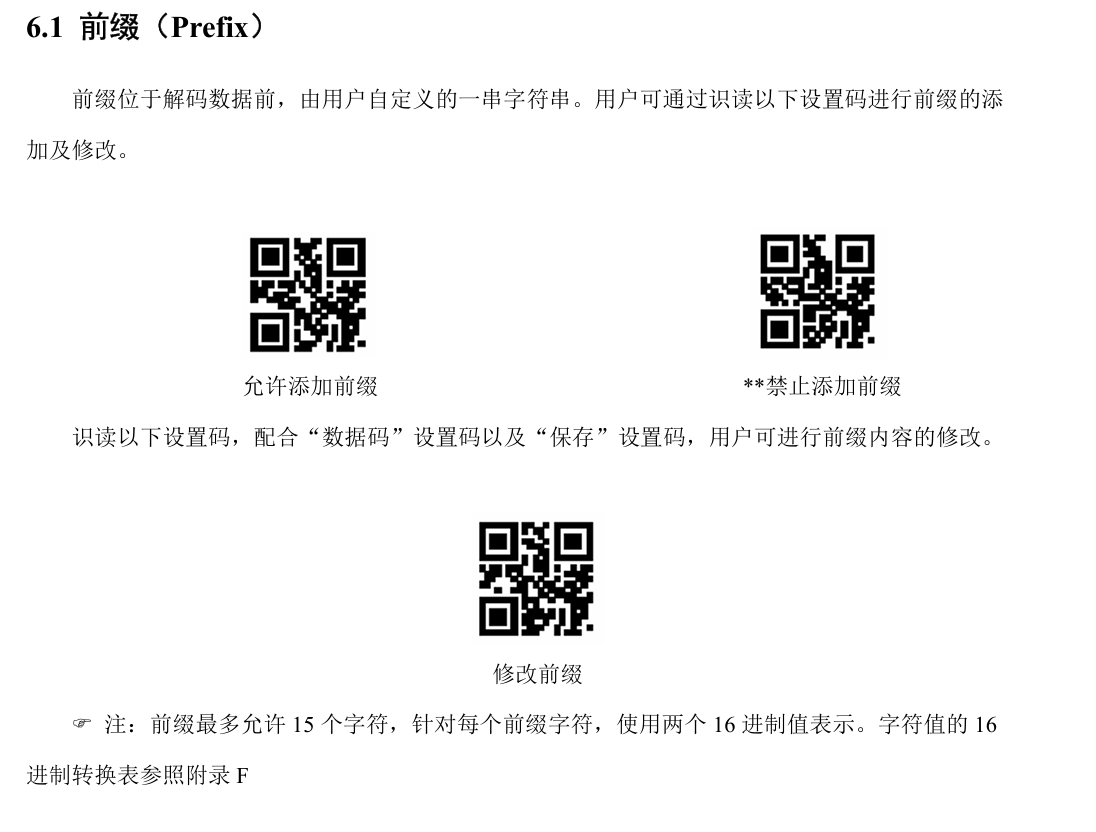 6.1 前缀（Prefix）
前缀位于解码数据前，由用户自定义的一串字符串。用户可通过识读以下设置码进行前缀的添
加及修改。
允许添加前缀
**禁止添加前缀
识读以下设置码，配合“数据码”设置码以及“保存”设置码，用户可进行前缀内容的修改。
修改前缀
☞ 注：前缀最多允许 15 个字符，针对每个前缀字符，使用两个 16 进制值表示。字符值的 16
进制转换表参照附录 F